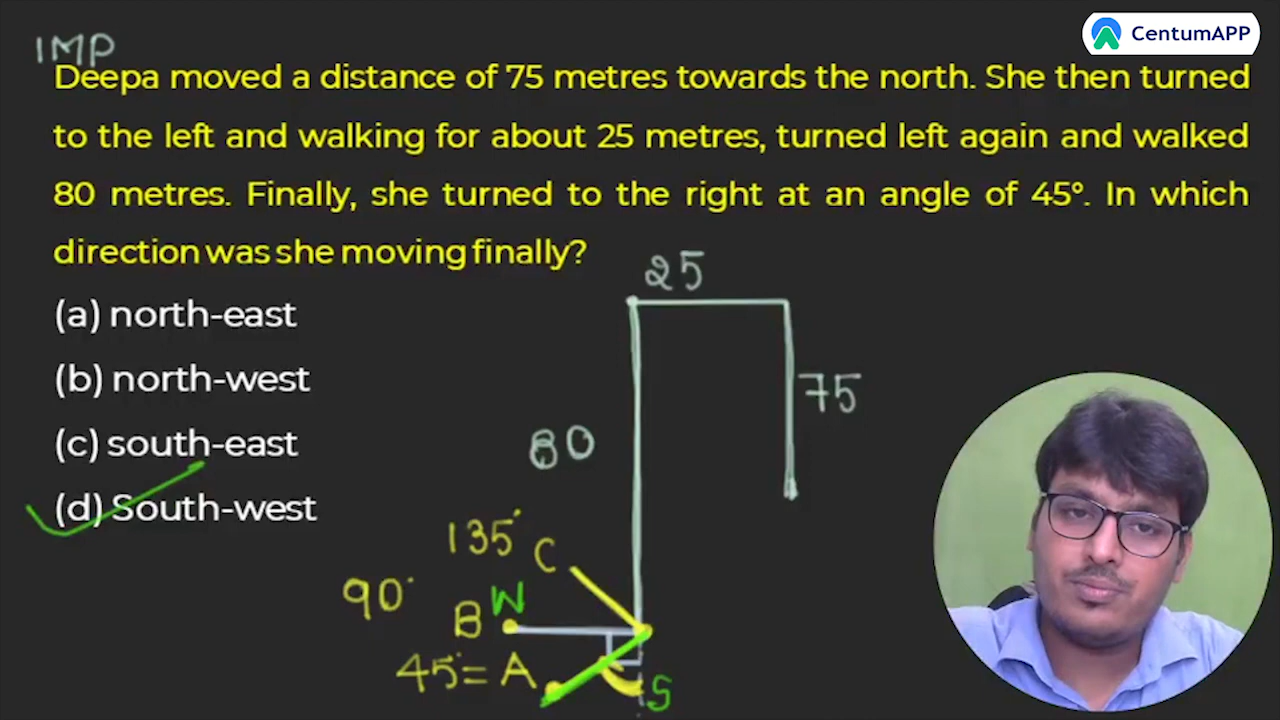 CentumAPP
IMP
Deepa moved a distance of 75 metres towards the north. She then turned
to the left and walking for about 25 metres, turned left again and walked
80 metres. Finally, she turned to the right at an angle of 45°. In which
direction was she moving finally?
(a) north-east
(b) north-west
(c) south-east
(d) South-west
25
75
80
135° C
90°
B W
45° = A
S